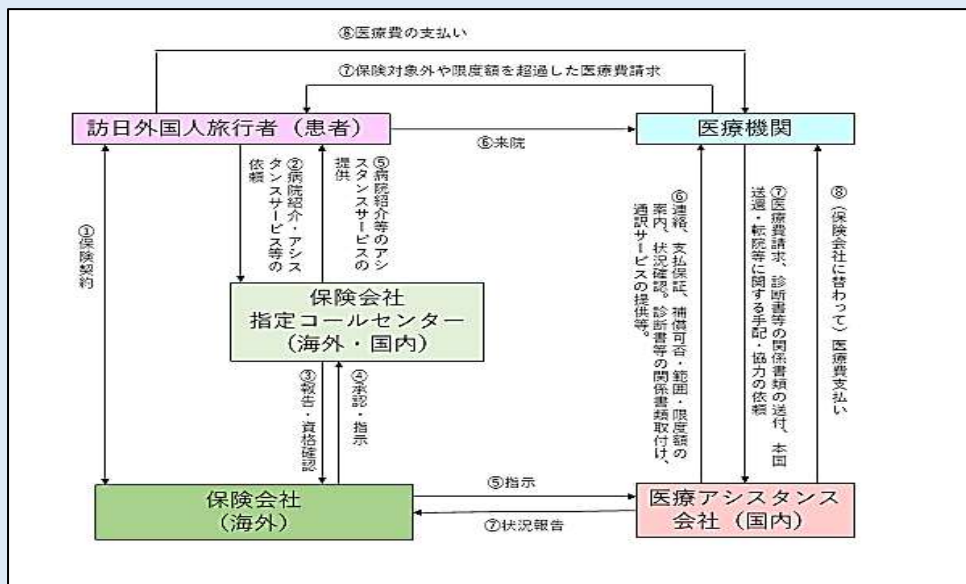 ⑧医療費の支払い
⑦保険対象外や限度額を超過した医療費請求
訪日外国人旅行者（患者）
医療機関
⑥来院
①保険契約
②病院紹介・アシス
タンスサービス等の
依頼
⑤病院紹介等のアシ
スタンスサービスの
提供
⑥連絡、支払保証、補償可否・範囲・限度額の
案内、状況確認。診断書等の関係書類取付け、
通訳サービスの提供等。
⑦医療費請求、診断書等の関係書類の送付、本国
送還・転院等に関する手配・協力の依頼
⑧（保険会社に替わって）医療費支払い
保険会社
指定コールセンター
（海外・国内）
③報告・資格確認
④承認・指示
保険会社
（海外）
⑤指示
⑦状況報告
医療アシスタンス
会社（国内）